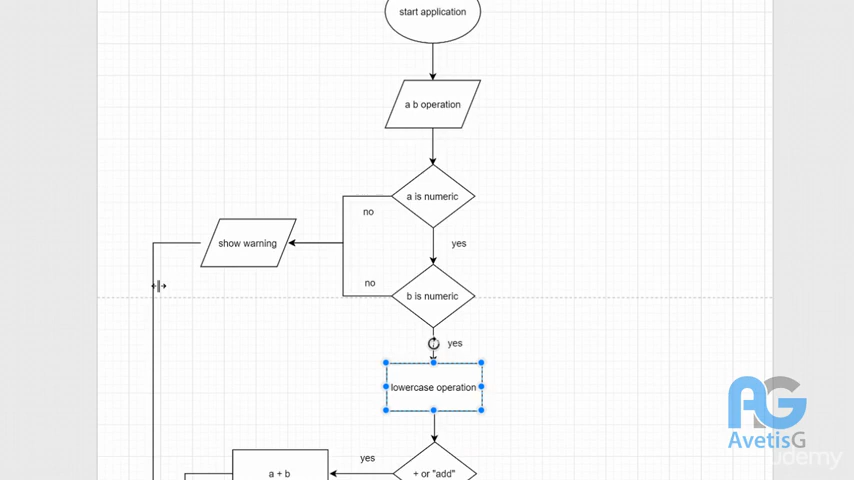 start application
a b operation
a is numeric
no
yes
show warning
no
b is numeric
yes
lowercase operation
yes
a + b
+ or "add"
AG
AvetisG
udemy